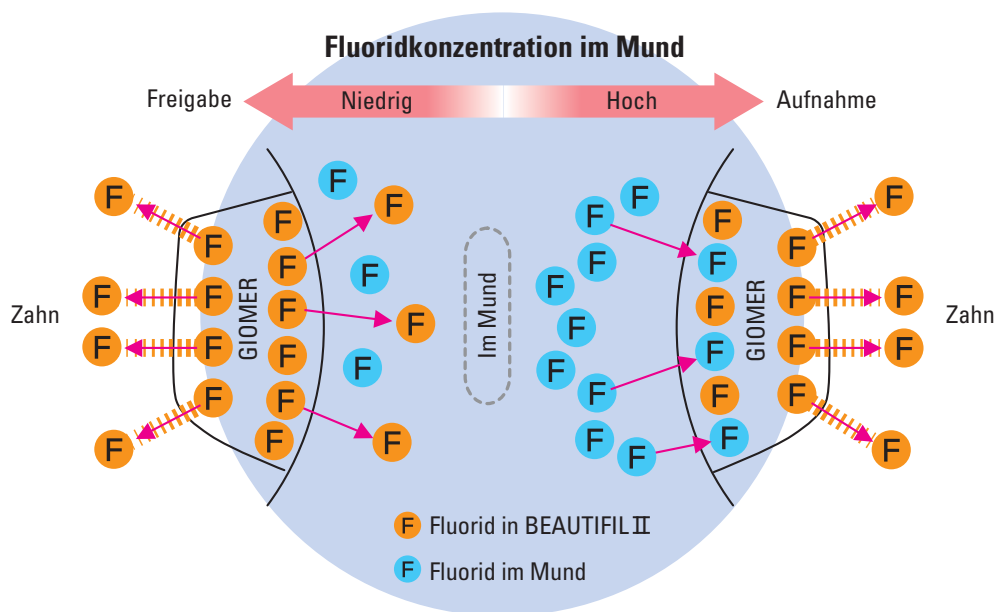 Fluoridkonzentration im Mund
Freigabe Niedrig Hoch Aufnahme
F F F F F
F F F F F
F F F F
F F F F F F F
Zahn GIOMER F Im Mund F GIOMER Zahn
F F F F F F F F
F F F F F
F F F F F F F
F Fluorid in BEAUTIFIL II
F Fluorid im Mund